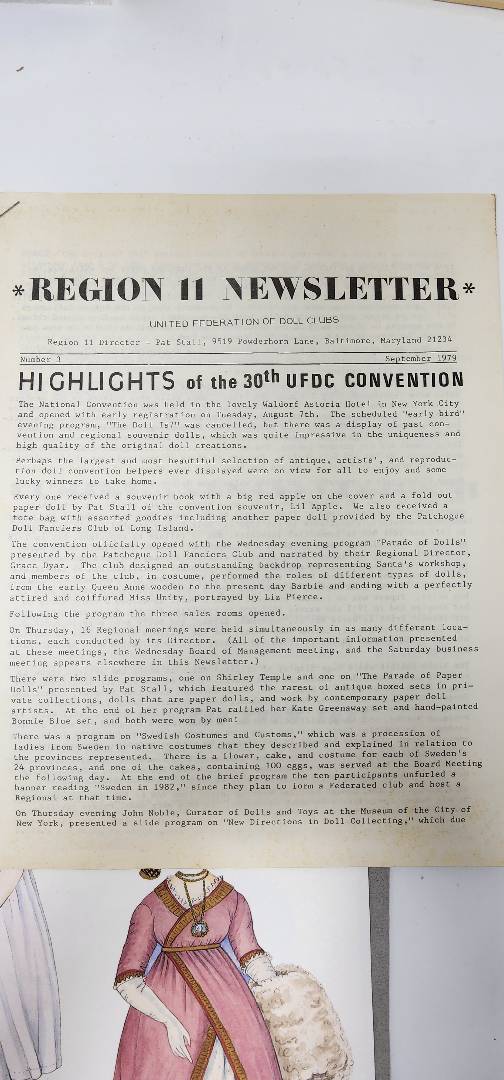 *REGION 11 NEWSLETTER*
UNITED FEDERATION OF DOLL CLUBS
Region 11 Director - Pat Stall, 9519 Powderhorn Lane, Baltimore, Maryland 21234
Number 3 September 1979
HIGHLIGHTS of the 30th UFDC CONVENTION
The National Convention was held in the lovely Waldorf Astoria Hotel in New York City
and opened with early registration on Tuesday, August 7th. The scheduled "early bird"
evening program, "The Doll Is?" was cancelled, but there was a display of past con-
vention and regional souvenir dolls, which was quite impressive in the uniqueness and
high quality of the original doll creations.
Perhaps the largest and most beautiful selection of antique, artists', and reproduc-
tion doll convention helpers ever displayed were on view for all to enjoy and some
lucky winners to take home.
Every one received a souvenir book with a big red apple on the cover and a fold out
paper doll by Pat Stall of the convention souvenir, Lil Apple. We also received a
tote bag with assorted goodies including another paper doll provided by the Patchogue
Doll Fanciers Club of Long Island.
The convention officially opened with the Wednesday evening program "Parade of Dolls"
presented by the Patchogue Doll Fanciers Club and narrated by their Regional Director,
Grace Dyar. The club designed an outstanding backdrop representing Santa's workshop,
and members of the club, in costume, performed the roles of different types of dolls,
from the early Queen Anne wooden to the present day Barbie and ending with a perfectly
attired and coiffured Miss Unity, portrayed by Liz Pierce.
Following the program the three sales rooms opened.
On Thursday, 16 Regional meetings were held simultaneously in as many different loca-
tions, each conducted by its Director. (All of the important information presented
at these meetings, the Wednesday Board of Management meeting, and the Saturday business
meeting appears elsewhere in this Newsletter.)
There were two slide programs, one on Shirley Temple and one on "The Parade of Paper
Dolls" presented by Pat Stall, which featured the rarest of antique boxed sets in pri-
vate collections, dolls that are paper dolls, and work by contemporary paper doll
artists. At the end of her program Pat raffled her Kate Greenaway set and hand-painted
Bonnie Blue set, and both were won by men!
There was a program on "Swedish Costumes and Customs," which was a procession of
ladies from Sweden in native costumes that they described and explained in relation to
the provinces represented. There is a flower, cake, and costume for each of Sweden's
24 provinces, and one of the cakes, containing 100 eggs, was served at the Board Meeting
the following day. At the end of the brief program the ten participants unfurled a
banner reading "Sweden in 1982," since they plan to form a Federated club and host a
Regional at that time.
On Thursday evening John Noble, Curator of Dolls and Toys at the Museum of the City of
New York, presented a slide program on "New Directions in Doll Collecting," which due